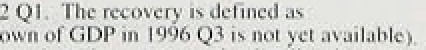 2 Q1. The recovery is defined as
own of GDP in 1996 Q3 is not yet available).